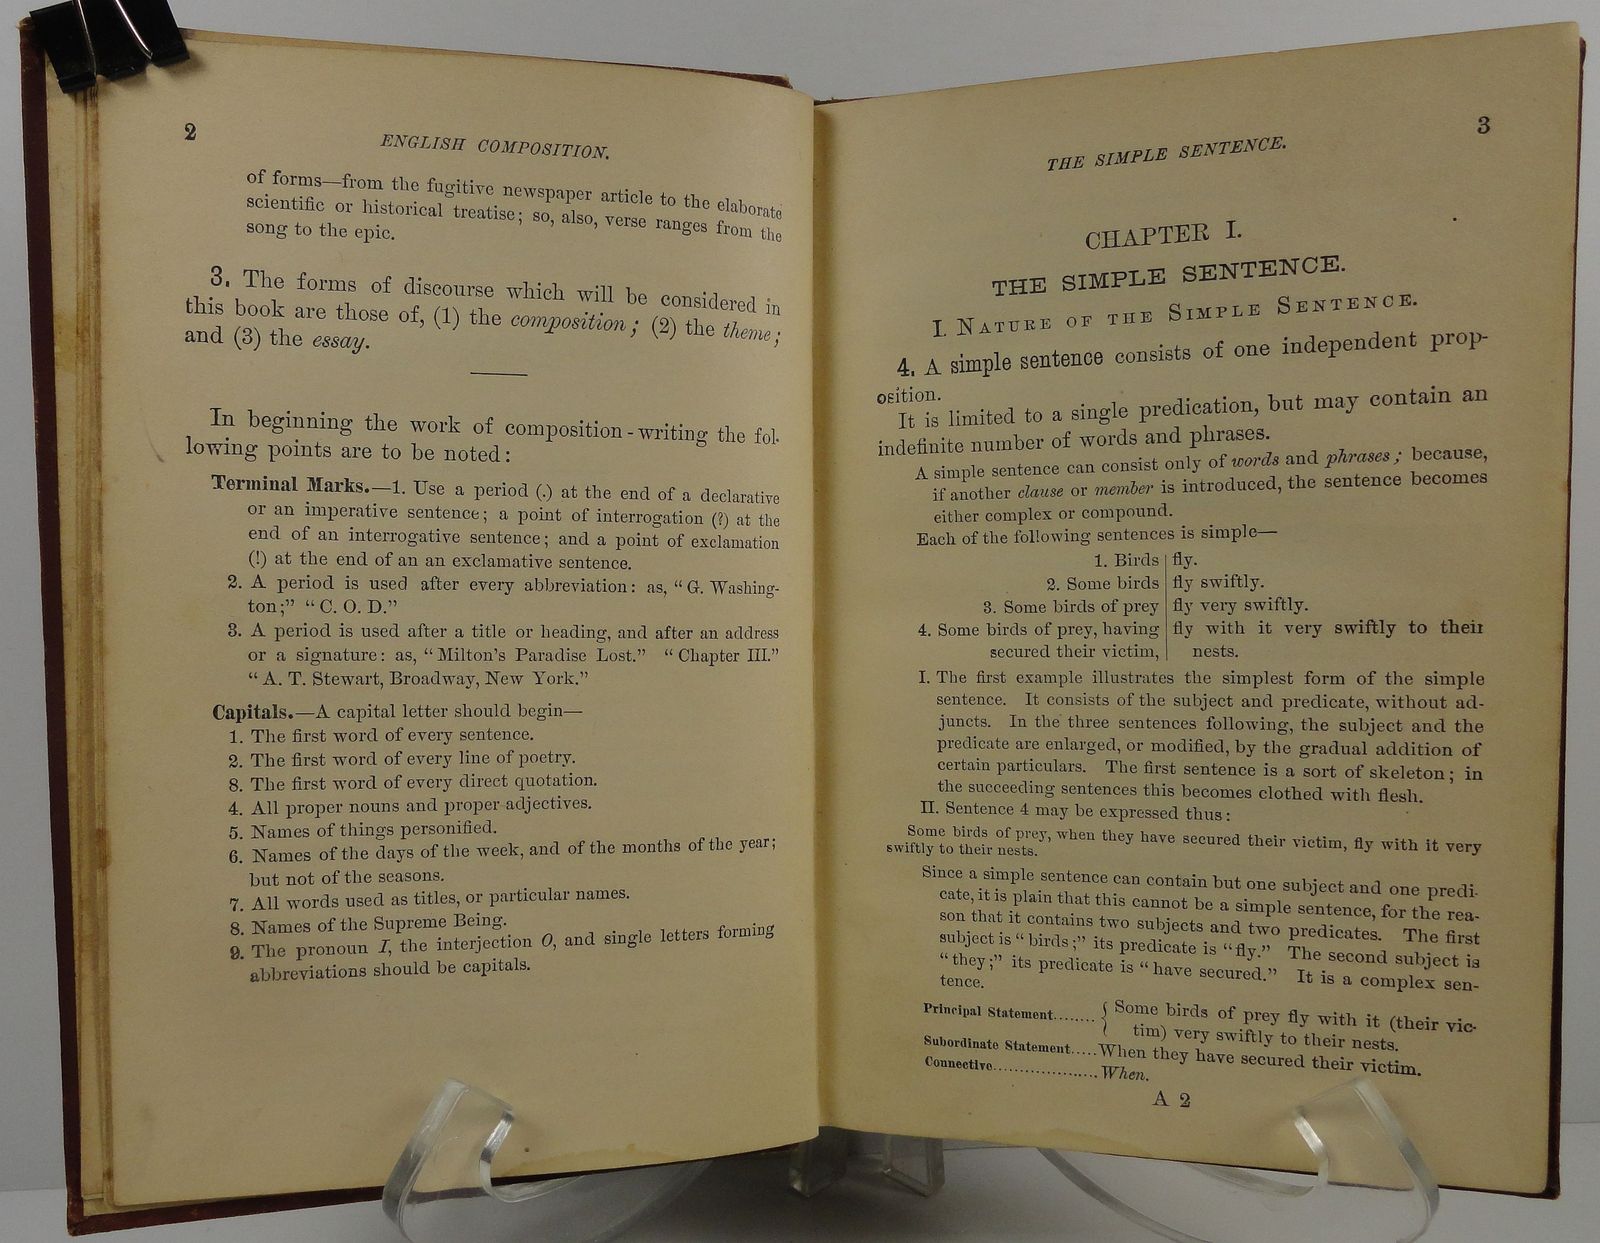 2
ENGLISH COMPOSITION.
of forms—from the fugitive newspaper article to the elaborate
scientific or historical treatise; so, also, verse ranges from the
song to the epic.
3. The forms of discourse which will be considered in
this book are those of, (1) the composition; (2) the theme;
and (3) the essay.
In beginning the work of composition-writing the fol-
lowing points are to be noted:
Terminal Marks.—1. Use a period (.) at the end of a declarative
or an imperative sentence; a point of interrogation (?) at the
end of an interrogative sentence; and a point of exclamation
(!) at the end of an an exclamative sentence.
2. A period is used after every abbreviation: as, “G. Washing-
ton;” “C. O. D.”
3. A period is used after a title or heading, and after an address
or a signature: as, “Milton’s Paradise Lost.” “Chapter III.”
“A. T. Stewart, Broadway, New York.”
Capitals.—A capital letter should begin—
1. The first word of every sentence.
2. The first word of every line of poetry.
3. The first word of every direct quotation.
4. All proper nouns and proper adjectives.
5. Names of things personified.
6. Names of the days of the week, and of the months of the year;
but not of the seasons.
7. All words used as titles, or particular names.
8. Names of the Supreme Being.
9. The pronoun I, the interjection O, and single letters forming
abbreviations should be capitals.
THE SIMPLE SENTENCE.
3
CHAPTER I.
THE SIMPLE SENTENCE.
I. NATURE OF THE SIMPLE SENTENCE.
4. A simple sentence consists of one independent prop-
osition.
It is limited to a single predication, but may contain an
indefinite number of words and phrases.
A simple sentence can consist only of words and phrases; because,
if another clause or member is introduced, the sentence becomes
either complex or compound.
Each of the following sentences is simple—
1. Birds | fly.
2. Some birds | fly swiftly.
3. Some birds of prey | fly very swiftly.
4. Some birds of prey, having | fly with it very swiftly to their
secured their victim, | nests.
I. The first example illustrates the simplest form of the simple
sentence. It consists of the subject and predicate, without ad-
juncts. In the three sentences following, the subject and the
predicate are enlarged, or modified, by the gradual addition of
certain particulars. The first sentence is a sort of skeleton; in
the succeeding sentences this becomes clothed with flesh.
II. Sentence 4 may be expressed thus:
Some birds of prey, when they have secured their victim, fly with it very
swiftly to their nests.
Since a simple sentence can contain but one subject and one predi-
cate, it is plain that this cannot be a simple sentence, for the rea-
son that it contains two subjects and two predicates. The first
subject is “birds;” its predicate is “fly.” The second subject is
“they;” its predicate is “have secured.” It is a complex sen-
tence.
Principal Statement........ { Some birds of prey fly with it (their vic-
tim) very swiftly to their nests.
Subordinate Statement.....When they have secured their victim.
Connective....................When.
A 2